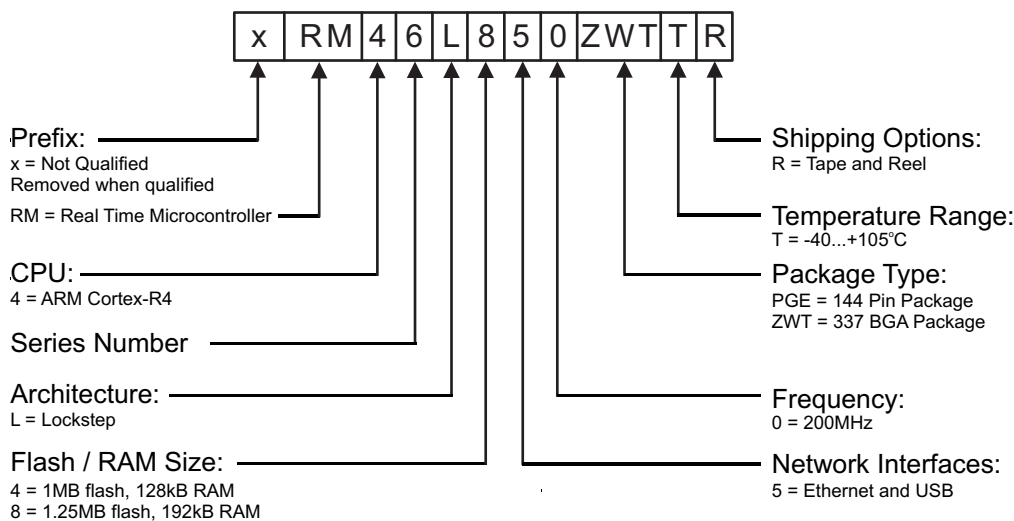 x RM 4 6 L 8 5 0 ZWT T R
Prefix:
x = Not Qualified
Removed when qualified
RM = Real Time Microcontroller
CPU:
4 = ARM Cortex-R4
Series Number
Architecture:
L = Lockstep
Flash / RAM Size:
4 = 1MB flash, 128kB RAM
8 = 1.25MB flash, 192kB RAM
Shipping Options:
R = Tape and Reel
Temperature Range:
T = -40...+105°C
Package Type:
PGE = 144 Pin Package
ZWT = 337 BGA Package
Frequency:
0 = 200MHz
Network Interfaces:
5 = Ethernet and USB